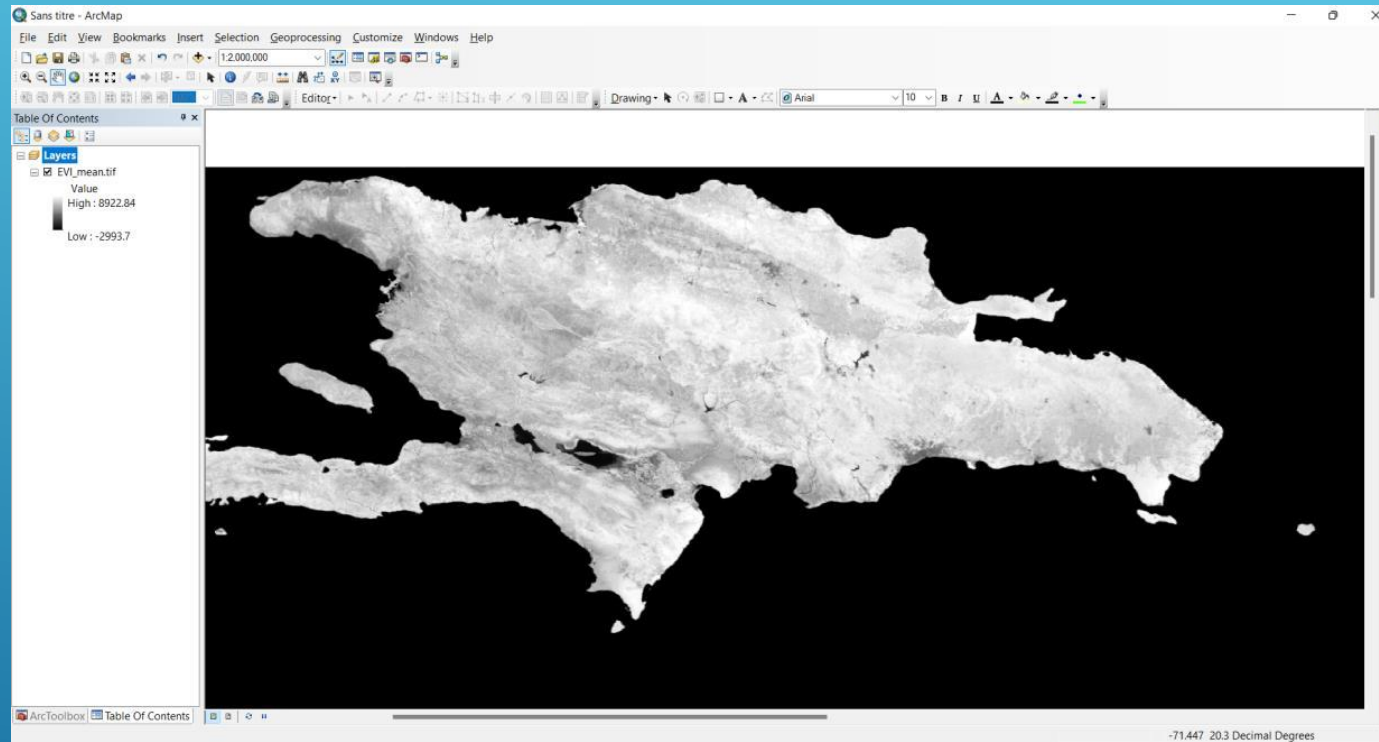 Sans titre - ArcMap
File Edit View Bookmarks Insert Selection Geoprocessing Customize Windows Help
1:2,000,000
Editor Drawing A Arial 10 B I U A
Table Of Contents
Layers
EVI_mean.tif
Value
High : 8922.84
Low : -2993.7
ArcToolbox Table Of Contents
-71.447 20.3 Decimal Degrees